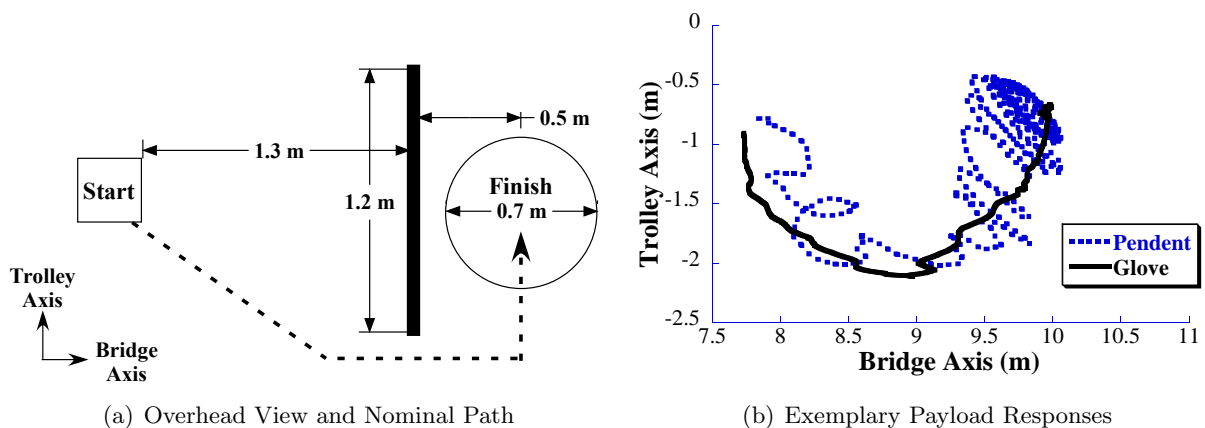 Start
1.3 m
1.2 m
0.5 m
Finish
0.7 m
Trolley
Axis
Bridge
Axis
(a) Overhead View and Nominal Path
0
-0.5
-1
-1.5
-2
-2.5
Trolley Axis (m)
7.5 8 8.5 9 9.5 10 10.5 11
Bridge Axis (m)
Pendent
Glove
(b) Exemplary Payload Responses